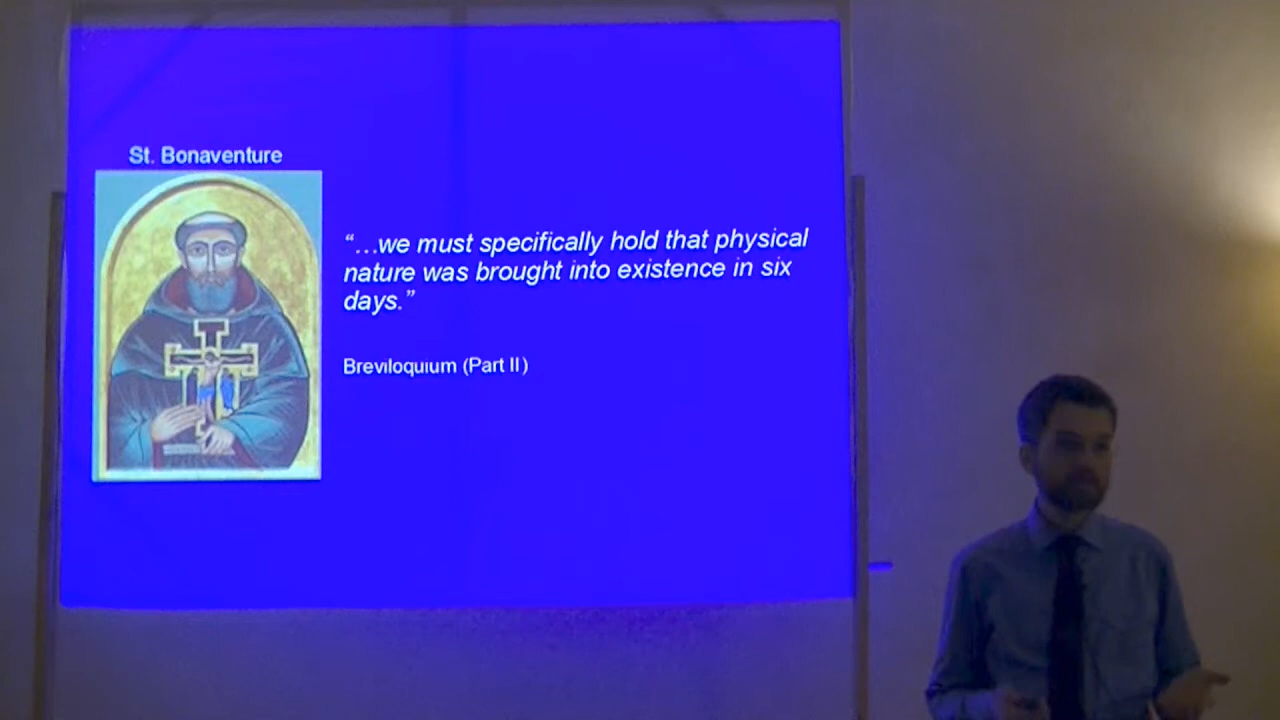 St. Bonaventure
“…we must specifically hold that physical
nature was brought into existence in six
days.”
Breviloquium (Part II)